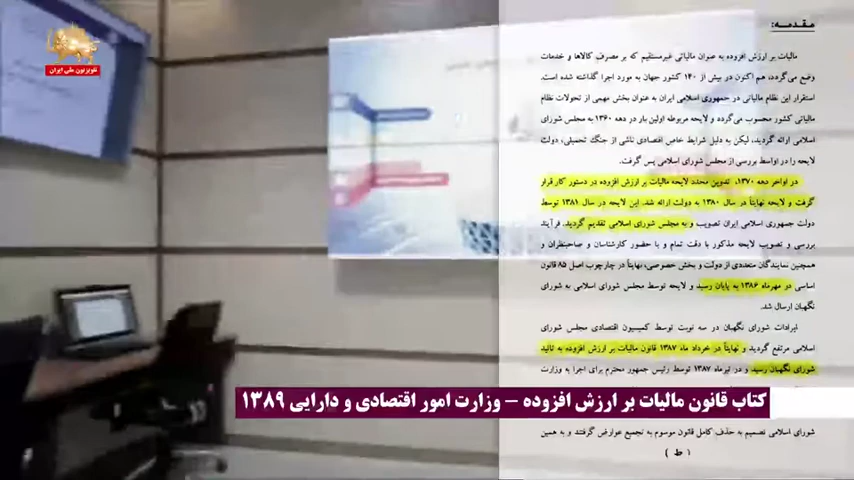 تلویزیون ملی ایران
مقدمه:
مالیات بر ارزش افزوده به عنوان مالیاتی غیرمستقیم که بر مصرف کالاها و خدمات
وضع می‌گردد، هم اکنون در بیش از ۱۴۰ کشور جهان به مورد اجرا گذاشته شده است.
استقرار این نظام مالیاتی در جمهوری اسلامی ایران به عنوان بخش مهمی از تحولات نظام
مالیاتی کشور محسوب می‌گردد و لایحه مربوطه اولین بار در دهه ۱۳۶۰ به مجلس شورای
اسلامی ارائه گردید، لیکن به دلیل شرایط خاص اقتصادی ناشی از جنگ تحمیلی، دولت
لایحه را در اواسط بررسی از مجلس شورای اسلامی پس گرفت.
در اواخر دهه ۱۳۷۰، تدوین مجدد لایحه مالیات بر ارزش افزوده در دستور کار قرار
گرفت و لایحه نهایتاً در سال ۱۳۸۰ به دولت ارائه شد. این لایحه در سال ۱۳۸۱ توسط
دولت جمهوری اسلامی ایران تصویب و به مجلس شورای اسلامی تقدیم گردید. فرآیند
بررسی و تصویب لایحه مذکور با دقت تمام و با حضور کارشناسان و صاحبنظران و
همچنین نمایندگان متعددی از دولت و بخش خصوصی، نهایتاً در چارچوب اصل ۸۵ قانون
اساسی در مهرماه ۱۳۸۶ به پایان رسید و لایحه توسط مجلس شورای اسلامی به شورای
نگهبان ارسال شد.
ایرادات شورای نگهبان در سه نوبت توسط کمیسیون اقتصادی مجلس شورای
اسلامی مرتفع گردید و نهایتاً در خرداد ماه ۱۳۸۷ قانون مالیات بر ارزش افزوده به تائید
شورای نگهبان رسید و در تیرماه ۱۳۸۷ توسط رئیس جمهور محترم برای اجرا به وزارت
کتاب قانون مالیات بر ارزش افزوده – وزارت امور اقتصادی و دارایی ۱۳۸۹
شورای اسلامی تصمیم به حذف کامل قانون موسوم به تجمیع عوارض گرفتند و به همین
( ط )